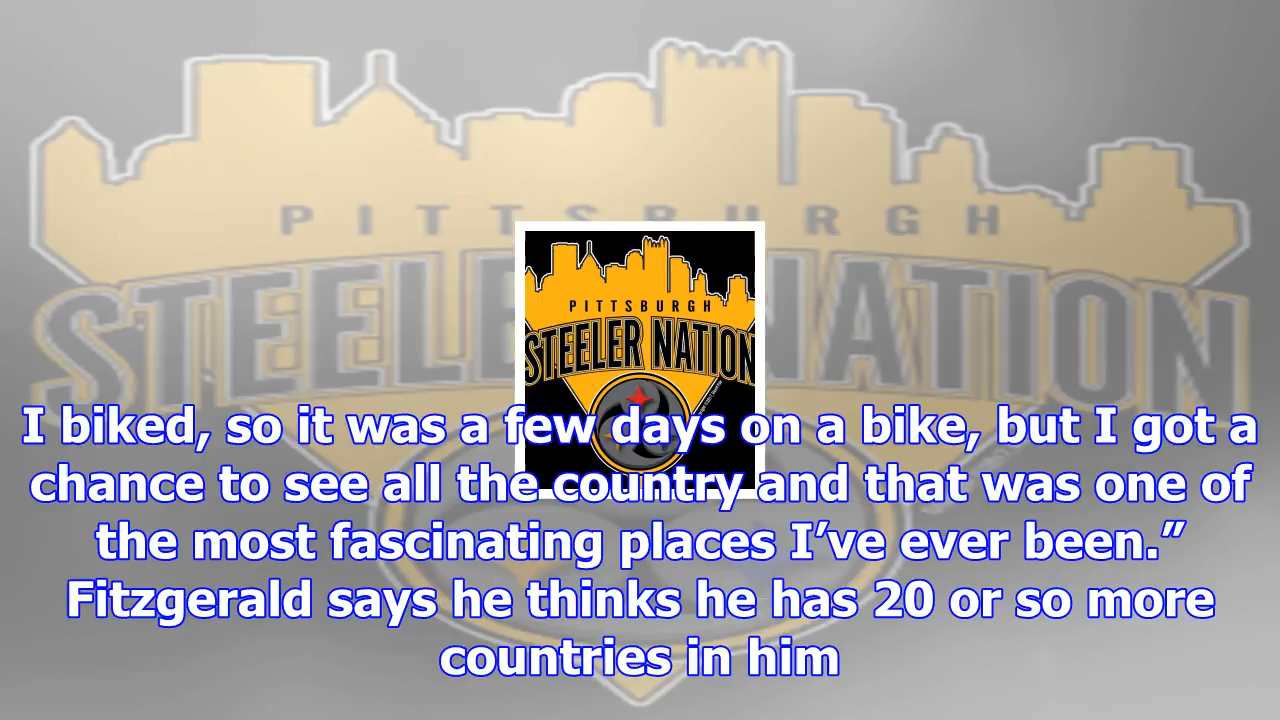 PITTSBURGH
STEELER NATION
PITTSBURGH
STEELER NATION
I biked, so it was a few days on a bike, but I got a
chance to see all the country and that was one of
the most fascinating places I’ve ever been.”
Fitzgerald says he thinks he has 20 or so more
countries in him